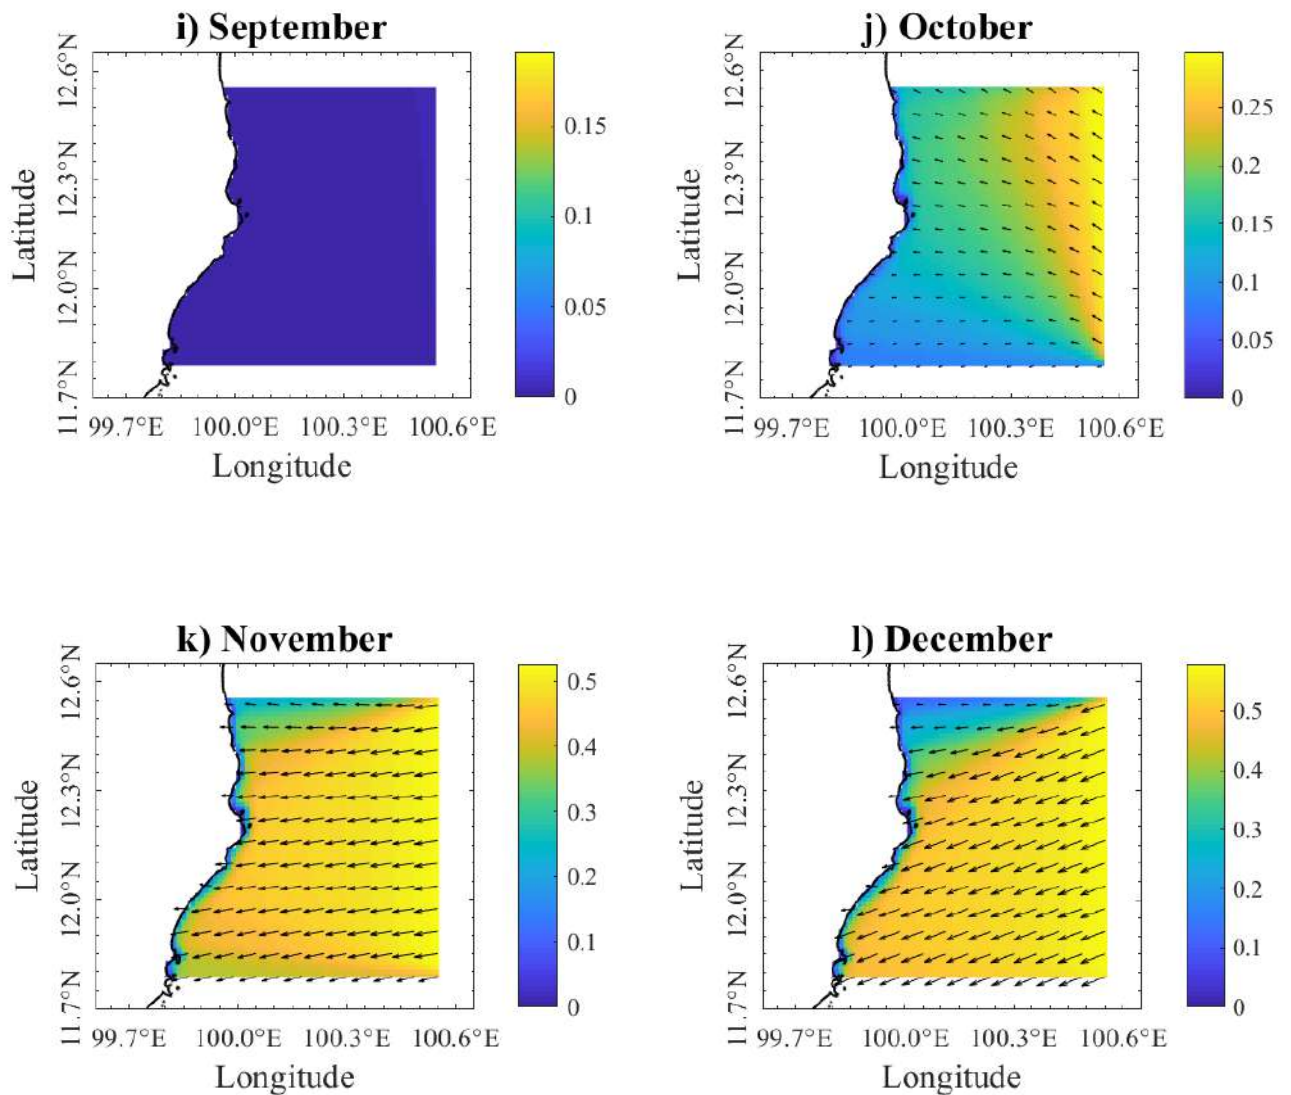 i) September
12.6°N
12.3°N
12.0°N
11.7°N
Latitude
99.7°E 100.0°E 100.3°E 100.6°E
Longitude
0.15
0.1
0.05
0
j) October
12.6°N
12.3°N
12.0°N
11.7°N
Latitude
99.7°E 100.0°E 100.3°E 100.6°E
Longitude
0.25
0.2
0.15
0.1
0.05
0
k) November
12.6°N
12.3°N
12.0°N
11.7°N
Latitude
99.7°E 100.0°E 100.3°E 100.6°E
Longitude
0.5
0.4
0.3
0.2
0.1
0
l) December
12.6°N
12.3°N
12.0°N
11.7°N
Latitude
99.7°E 100.0°E 100.3°E 100.6°E
Longitude
0.5
0.4
0.3
0.2
0.1
0